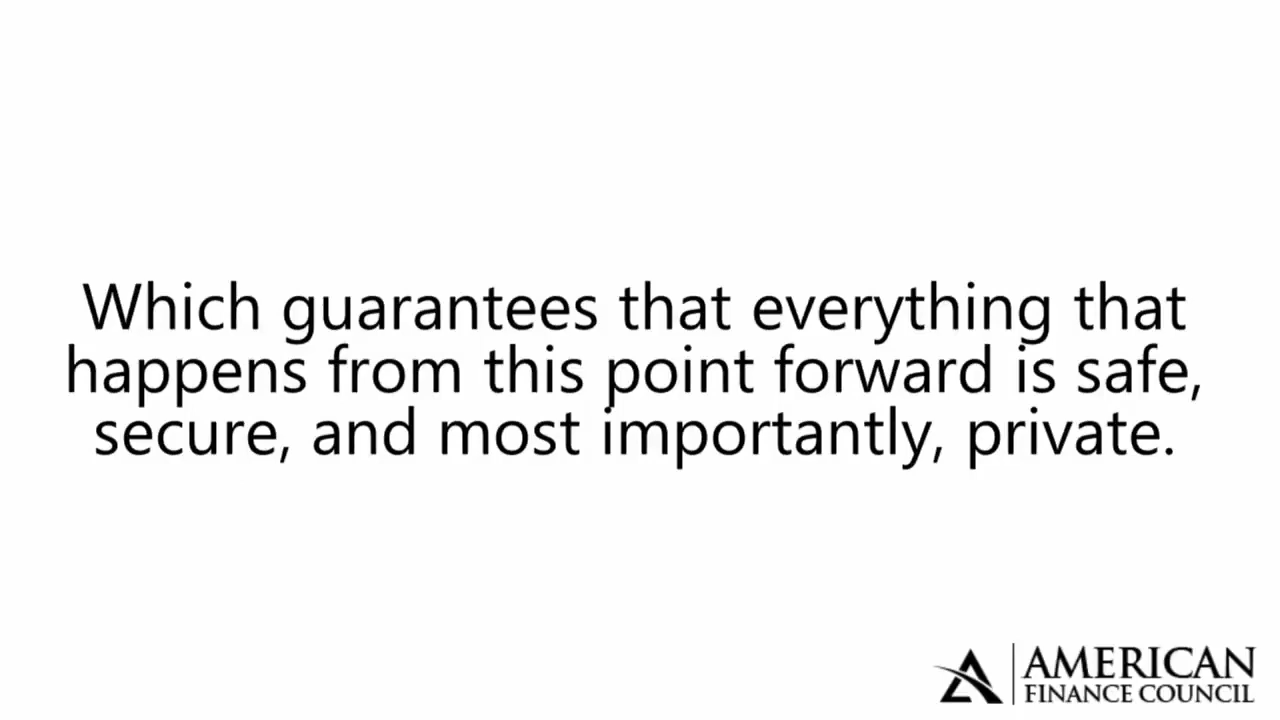 Which guarantees that everything that
happens from this point forward is safe,
secure, and most importantly, private.
AMERICAN
FINANCE COUNCIL